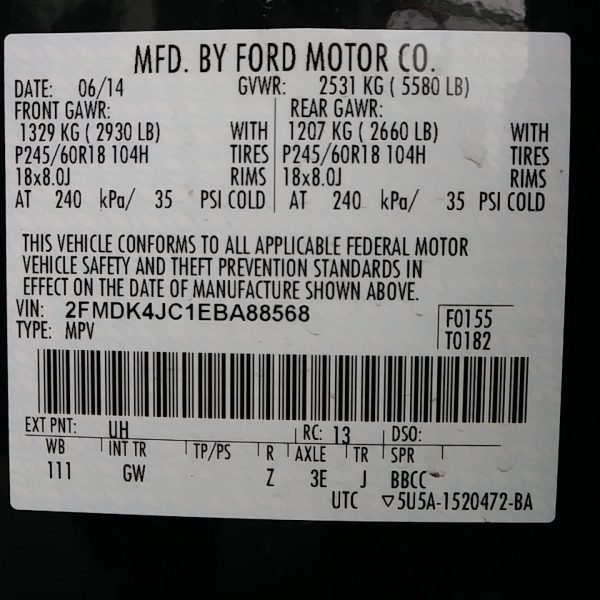 MFD. BY FORD MOTOR CO.
DATE: 06/14 GVWR: 2531 KG ( 5580 LB)
FRONT GAWR: REAR GAWR:
1329 KG ( 2930 LB) WITH 1207 KG ( 2660 LB) WITH
P245/60R18 104H TIRES P245/60R18 104H TIRES
18x8.0J RIMS 18x8.0J RIMS
AT 240 kPa/ 35 PSI COLD AT 240 kPa/ 35 PSI COLD
THIS VEHICLE CONFORMS TO ALL APPLICABLE FEDERAL MOTOR
VEHICLE SAFETY AND THEFT PREVENTION STANDARDS IN
EFFECT ON THE DATE OF MANUFACTURE SHOWN ABOVE.
VIN: 2FMDK4JC1EBA88568 F0155
TYPE: MPV T0182
EXT PNT: UH RC: 13 DSO:
WB INT TR TP/PS R AXLE TR SPR
111 GW Z 3E J BBCC
UTC ▽5U5A-1520472-BA